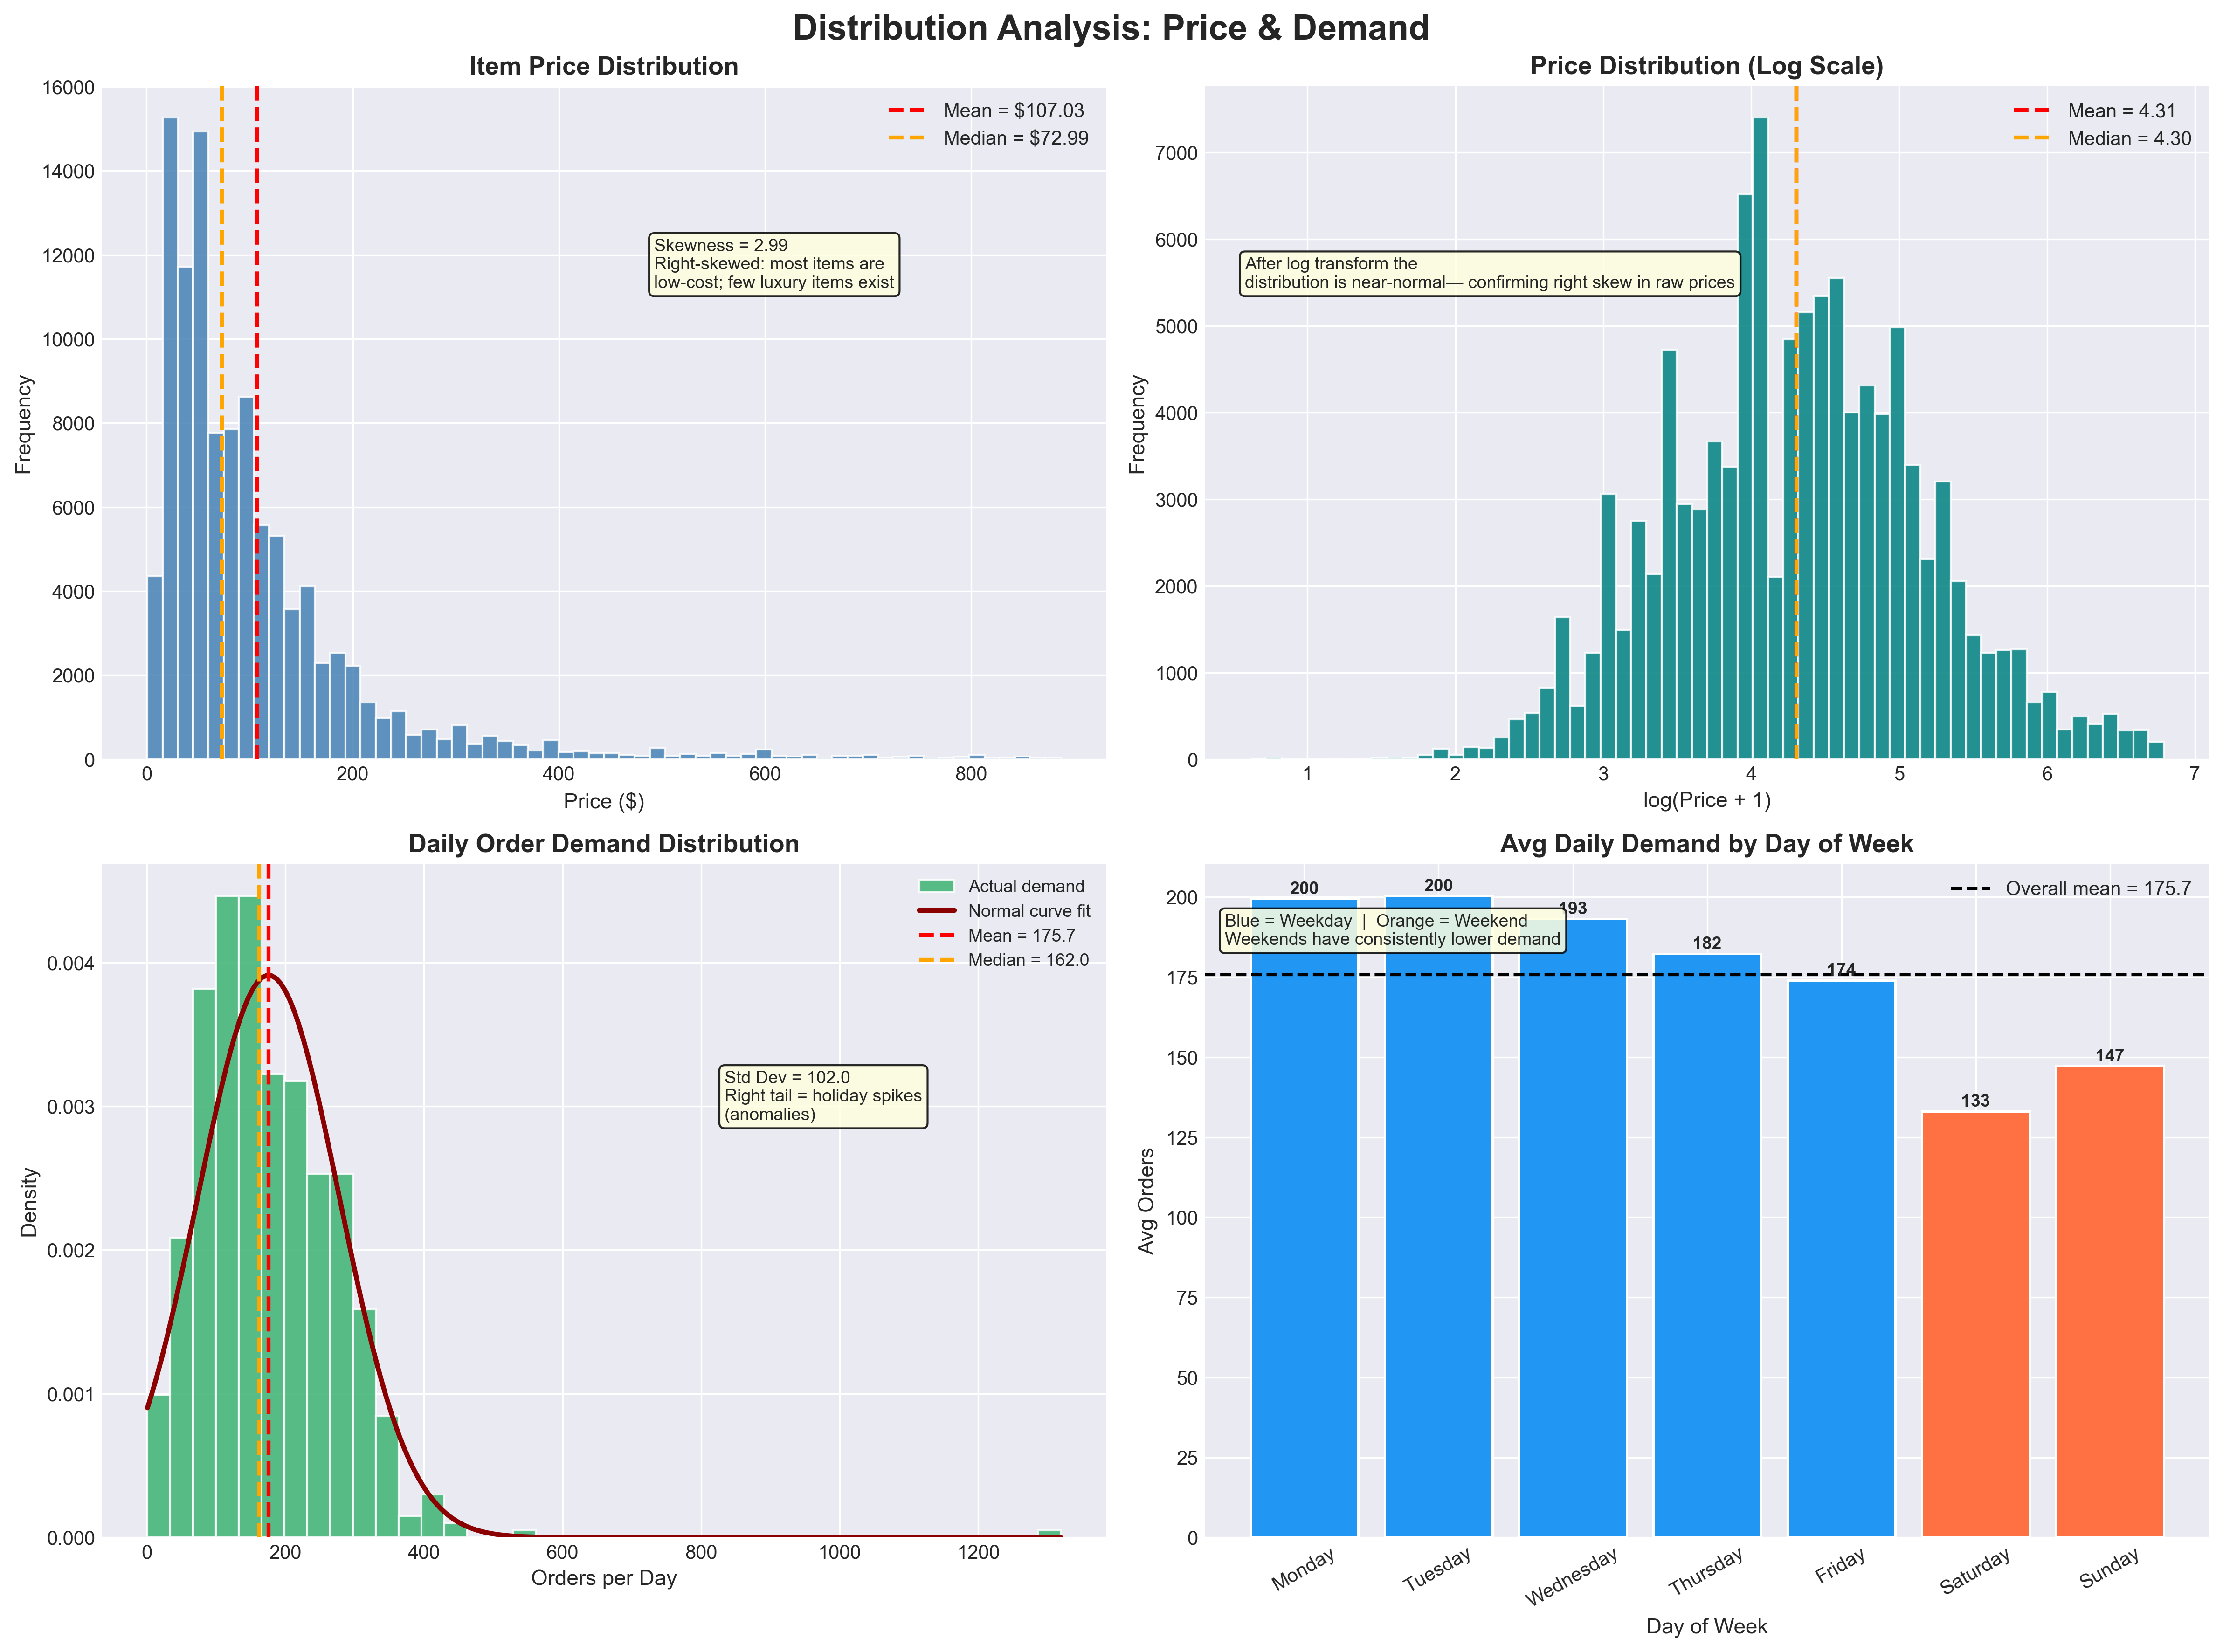 Distribution Analysis: Price & Demand
Item Price Distribution
Frequency
16000
14000
12000
10000
8000
6000
4000
2000
0
Mean = $107.03
Median = $72.99
Skewness = 2.99
Right-skewed: most items are
low-cost; few luxury items exist
0 200 400 600 800
Price ($)
Price Distribution (Log Scale)
Frequency
7000
6000
5000
4000
3000
2000
1000
0
Mean = 4.31
Median = 4.30
After log transform the
distribution is near-normal— confirming right skew in raw prices
1 2 3 4 5 6 7
log(Price + 1)
Daily Order Demand Distribution
Density
0.004
0.003
0.002
0.001
0.000
Actual demand
Normal curve fit
Mean = 175.7
Median = 162.0
Std Dev = 102.0
Right tail = holiday spikes
(anomalies)
0 200 400 600 800 1000 1200
Orders per Day
Avg Daily Demand by Day of Week
Avg Orders
200
175
150
125
100
75
50
25
0
Overall mean = 175.7
Blue = Weekday | Orange = Weekend
Weekends have consistently lower demand
200 200 193 182 174 133 147
Monday Tuesday Wednesday Thursday Friday Saturday Sunday
Day of Week